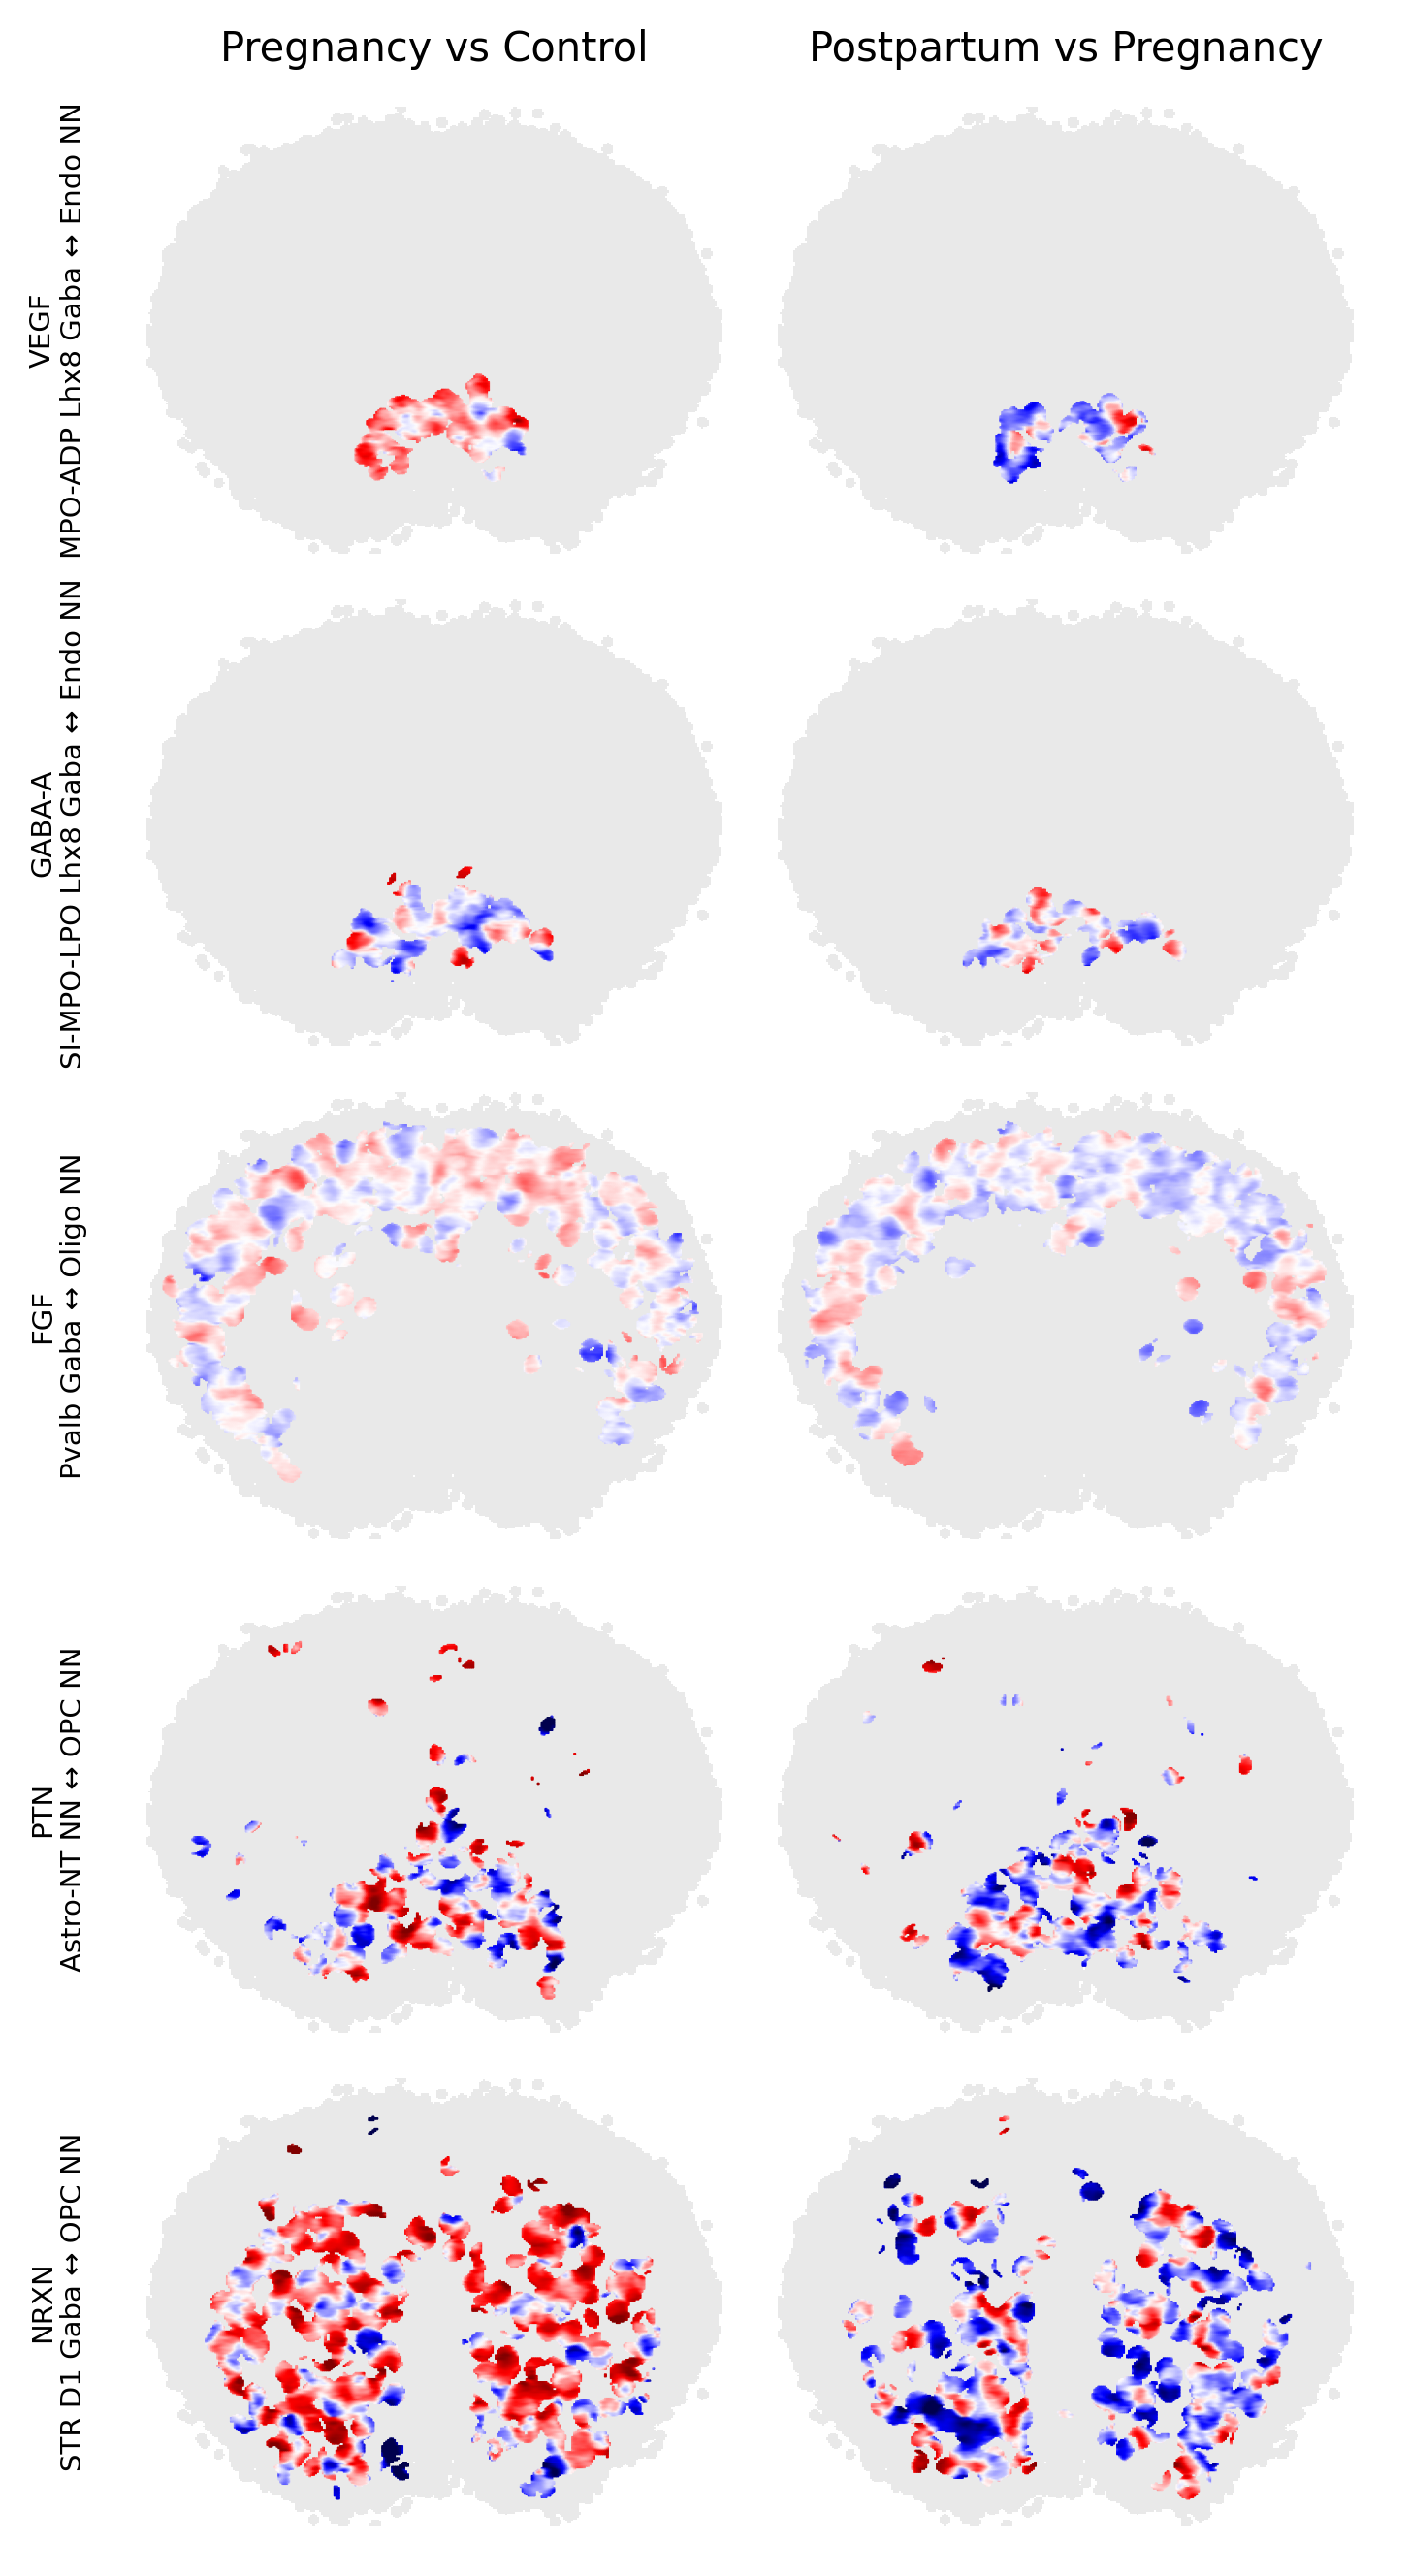 Pregnancy vs Control
Postpartum vs Pregnancy
VEGF
MPO-ADP Lhx8 Gaba ↔ Endo NN
GABA-A
SI-MPO-LPO Lhx8 Gaba ↔ Endo NN
FGF
Pvalb Gaba ↔ Oligo NN
PTN
Astro-NT NN ↔ OPC NN
NRXN
STR D1 Gaba ↔ OPC NN